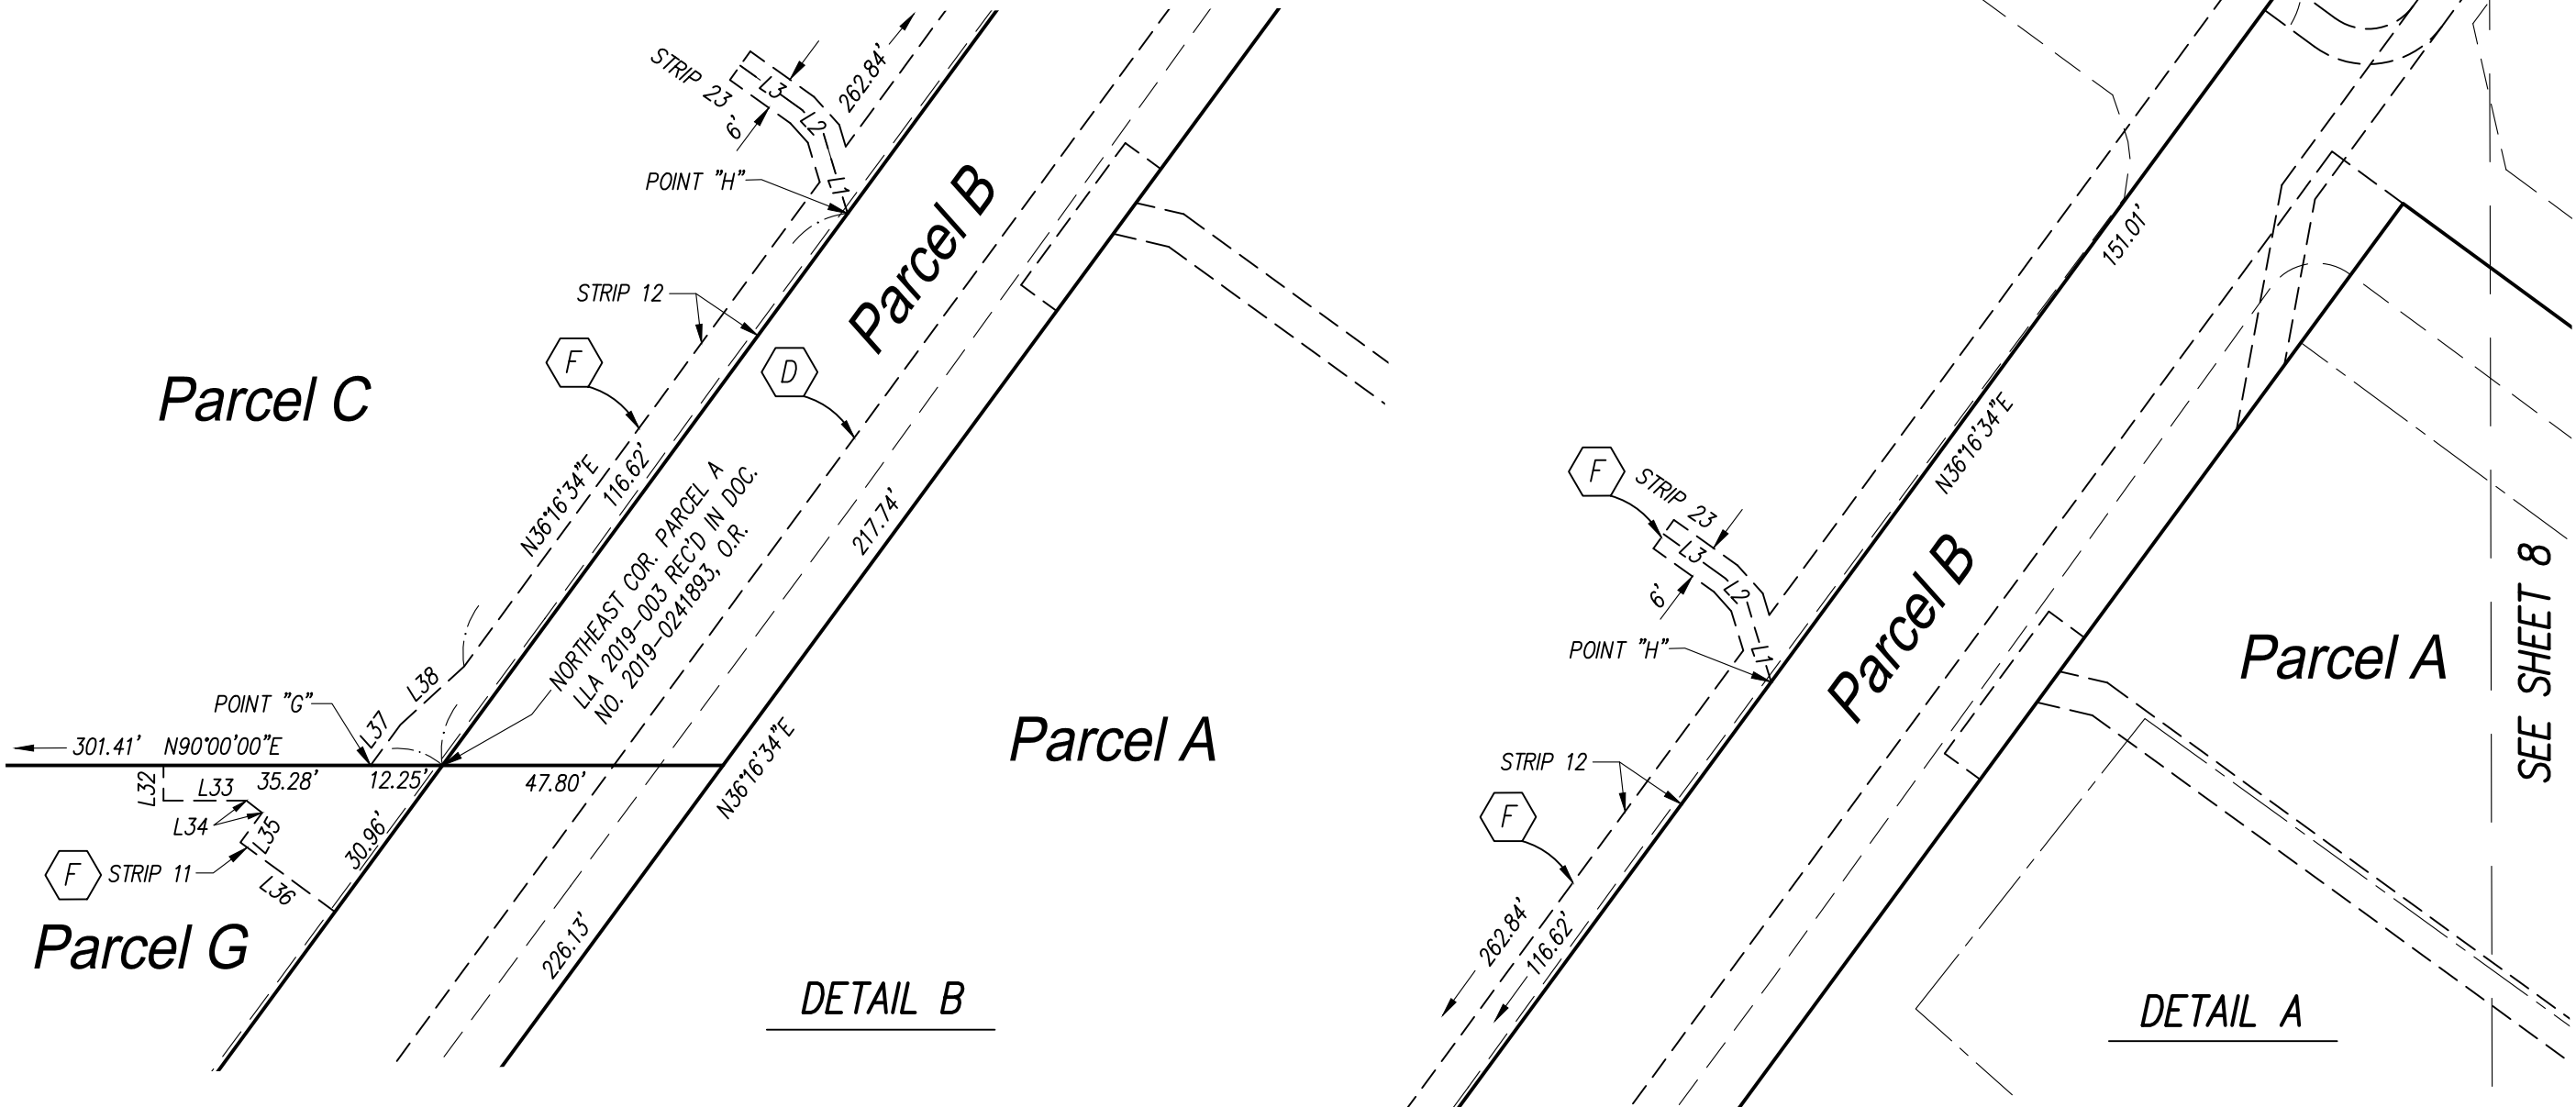 STRIP 23
6'
L3
L2
L1
262.84'
POINT "H"
STRIP 12
F
D
Parcel B
Parcel C
N36°16'34"E
116.62'
NORTHEAST COR. PARCEL A
LLA 2019-003 REC'D IN DOC.
NO. 2019-0241893, O.R.
217.74'
Parcel A
POINT "G"
L37
L38
301.41' N90°00'00"E
L32
L33
35.28'
12.25'
47.80'
N36°16'34"E
L34
L35
30.96'
F
STRIP 11
L36
Parcel G
226.13'
DETAIL B
151.01'
N36°16'34"E
F
STRIP 23
L3
L2
6'
L1
POINT "H"
Parcel B
Parcel A
STRIP 12
F
262.84'
116.62'
SEE SHEET 8
DETAIL A